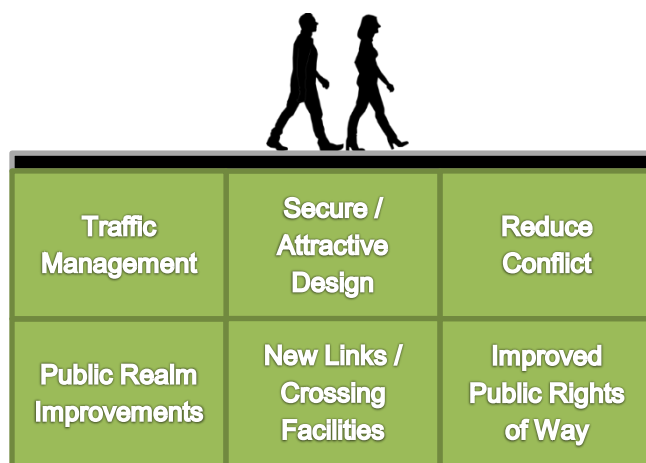 Traffic
Management
Secure /
Attractive
Design
Reduce
Conflict
Public Realm
Improvements
New Links /
Crossing
Facilities
Improved
Public Rights
of Way